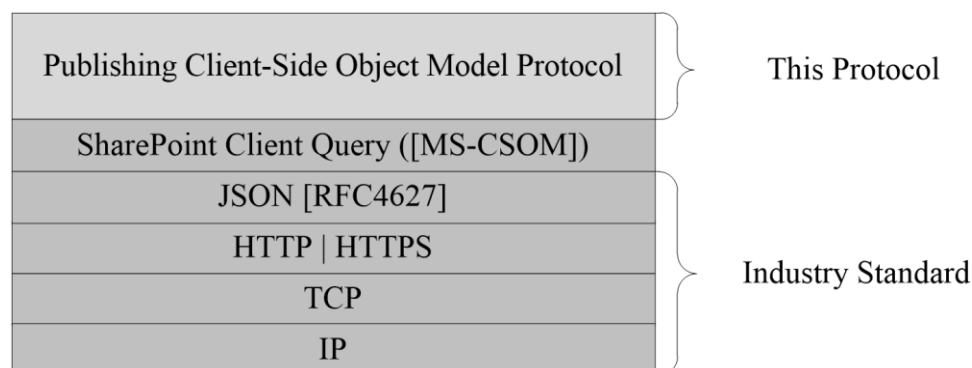 Publishing Client-Side Object Model Protocol
This Protocol
SharePoint Client Query ([MS-CSOM])
JSON [RFC4627]
HTTP | HTTPS
Industry Standard
TCP
IP